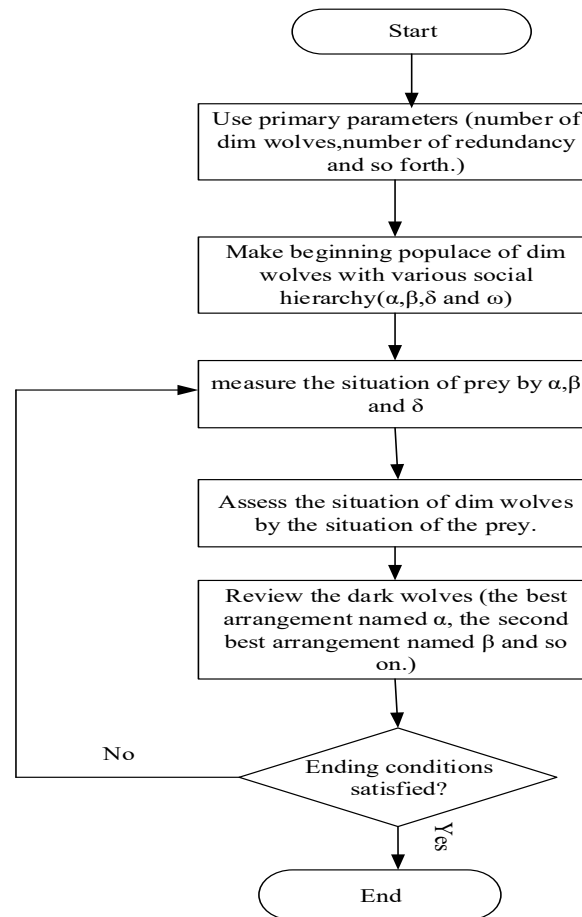 Start
Use primary parameters (number of
dim wolves,number of redundancy
and so forth.)
Make beginning populace of dim
wolves with various social
hierarchy(α,β,δ and ω)
measure the situation of prey by α,β
and δ
Assess the situation of dim wolves
by the situation of the prey.
Review the dark wolves (the best
arrangement named α, the second
best arrangement named β and so
on.)
No
Ending conditions
satisfied?
Yes
End